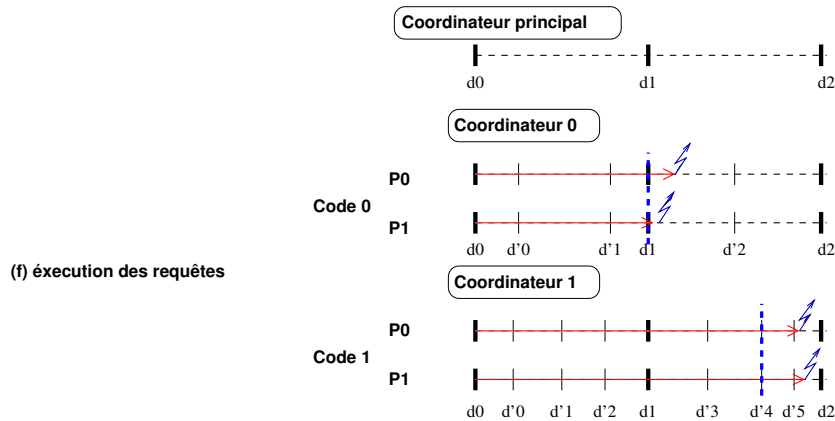 Coordinateur principal
d0 d1 d2
Coordinateur 0
P0
Code 0
P1
d0 d'0 d'1 d1 d'2 d2
(f) éxecution des requêtes
Coordinateur 1
P0
Code 1
P1
d0 d'0 d'1 d'2 d1 d'3 d'4 d'5 d2